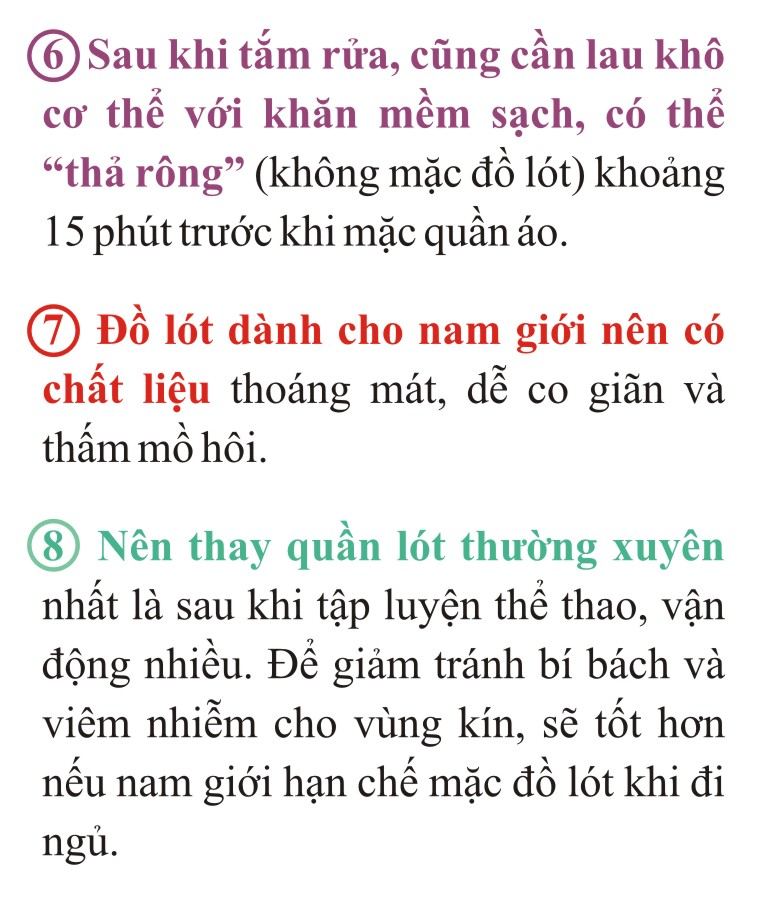 ⑥ Sau khi tắm rửa, cũng cần lau khô
cơ thể với khăn mềm sạch, có thể
“thả rông” (không mặc đồ lót) khoảng
15 phút trước khi mặc quần áo.
⑦ Đồ lót dành cho nam giới nên có
chất liệu thoáng mát, dễ co giãn và
thấm mồ hôi.
⑧ Nên thay quần lót thường xuyên
nhất là sau khi tập luyện thể thao, vận
động nhiều. Để giảm tránh bí bách và
viêm nhiễm cho vùng kín, sẽ tốt hơn
nếu nam giới hạn chế mặc đồ lót khi đi
ngủ.